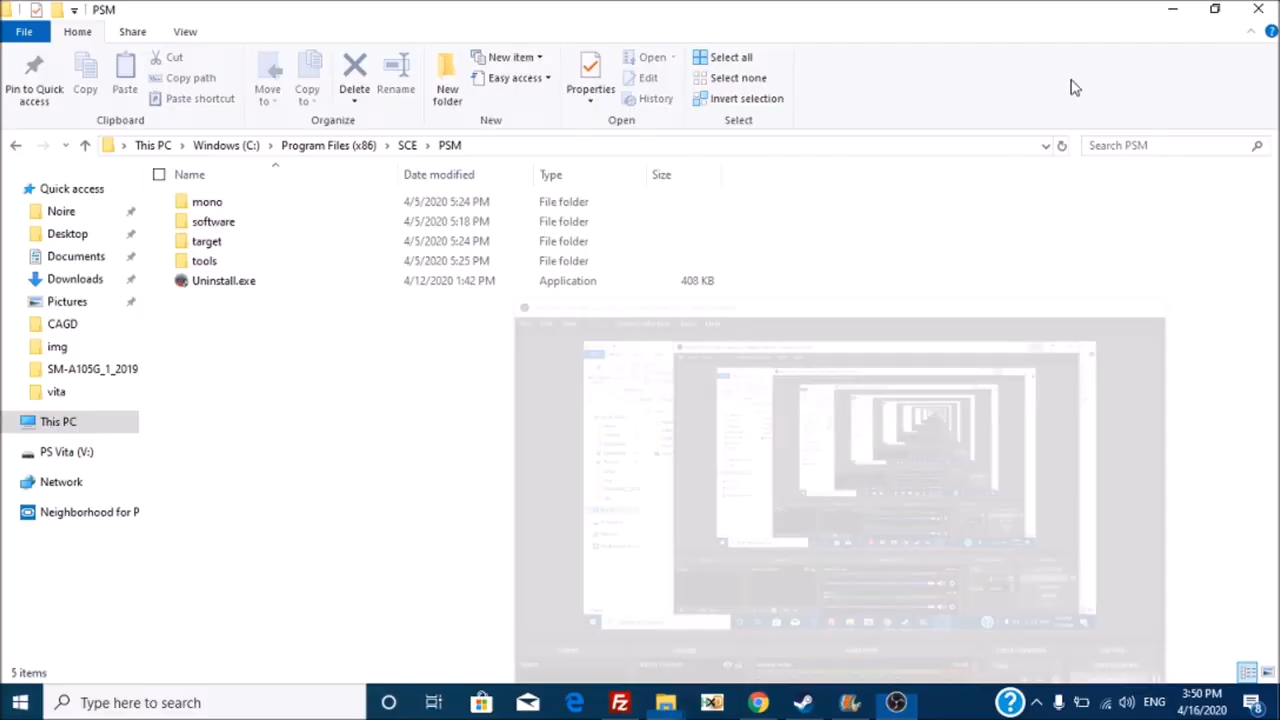 PSM
File Home Share View
Pin to Quick access
Copy
Paste
Cut
Copy path
Paste shortcut
Clipboard
Move to
Copy to
Delete
Rename
Organize
New folder
New item
Easy access
New
Properties
Open
Edit
History
Open
Select all
Select none
Invert selection
Select
This PC Windows (C:) Program Files (x86) SCE PSM
Search PSM
Name Date modified Type Size
mono 4/5/2020 5:24 PM File folder
software 4/5/2020 5:18 PM File folder
target 4/5/2020 5:24 PM File folder
tools 4/5/2020 5:25 PM File folder
Uninstall.exe 4/12/2020 1:42 PM Application 408 KB
Quick access
Noire
Desktop
Documents
Downloads
Pictures
CAGD
img
SM-A105G_1_2019
vita
This PC
PS Vita (V:)
Network
Neighborhood for P
5 items
Type here to search
ENG
3:50 PM
4/16/2020
8